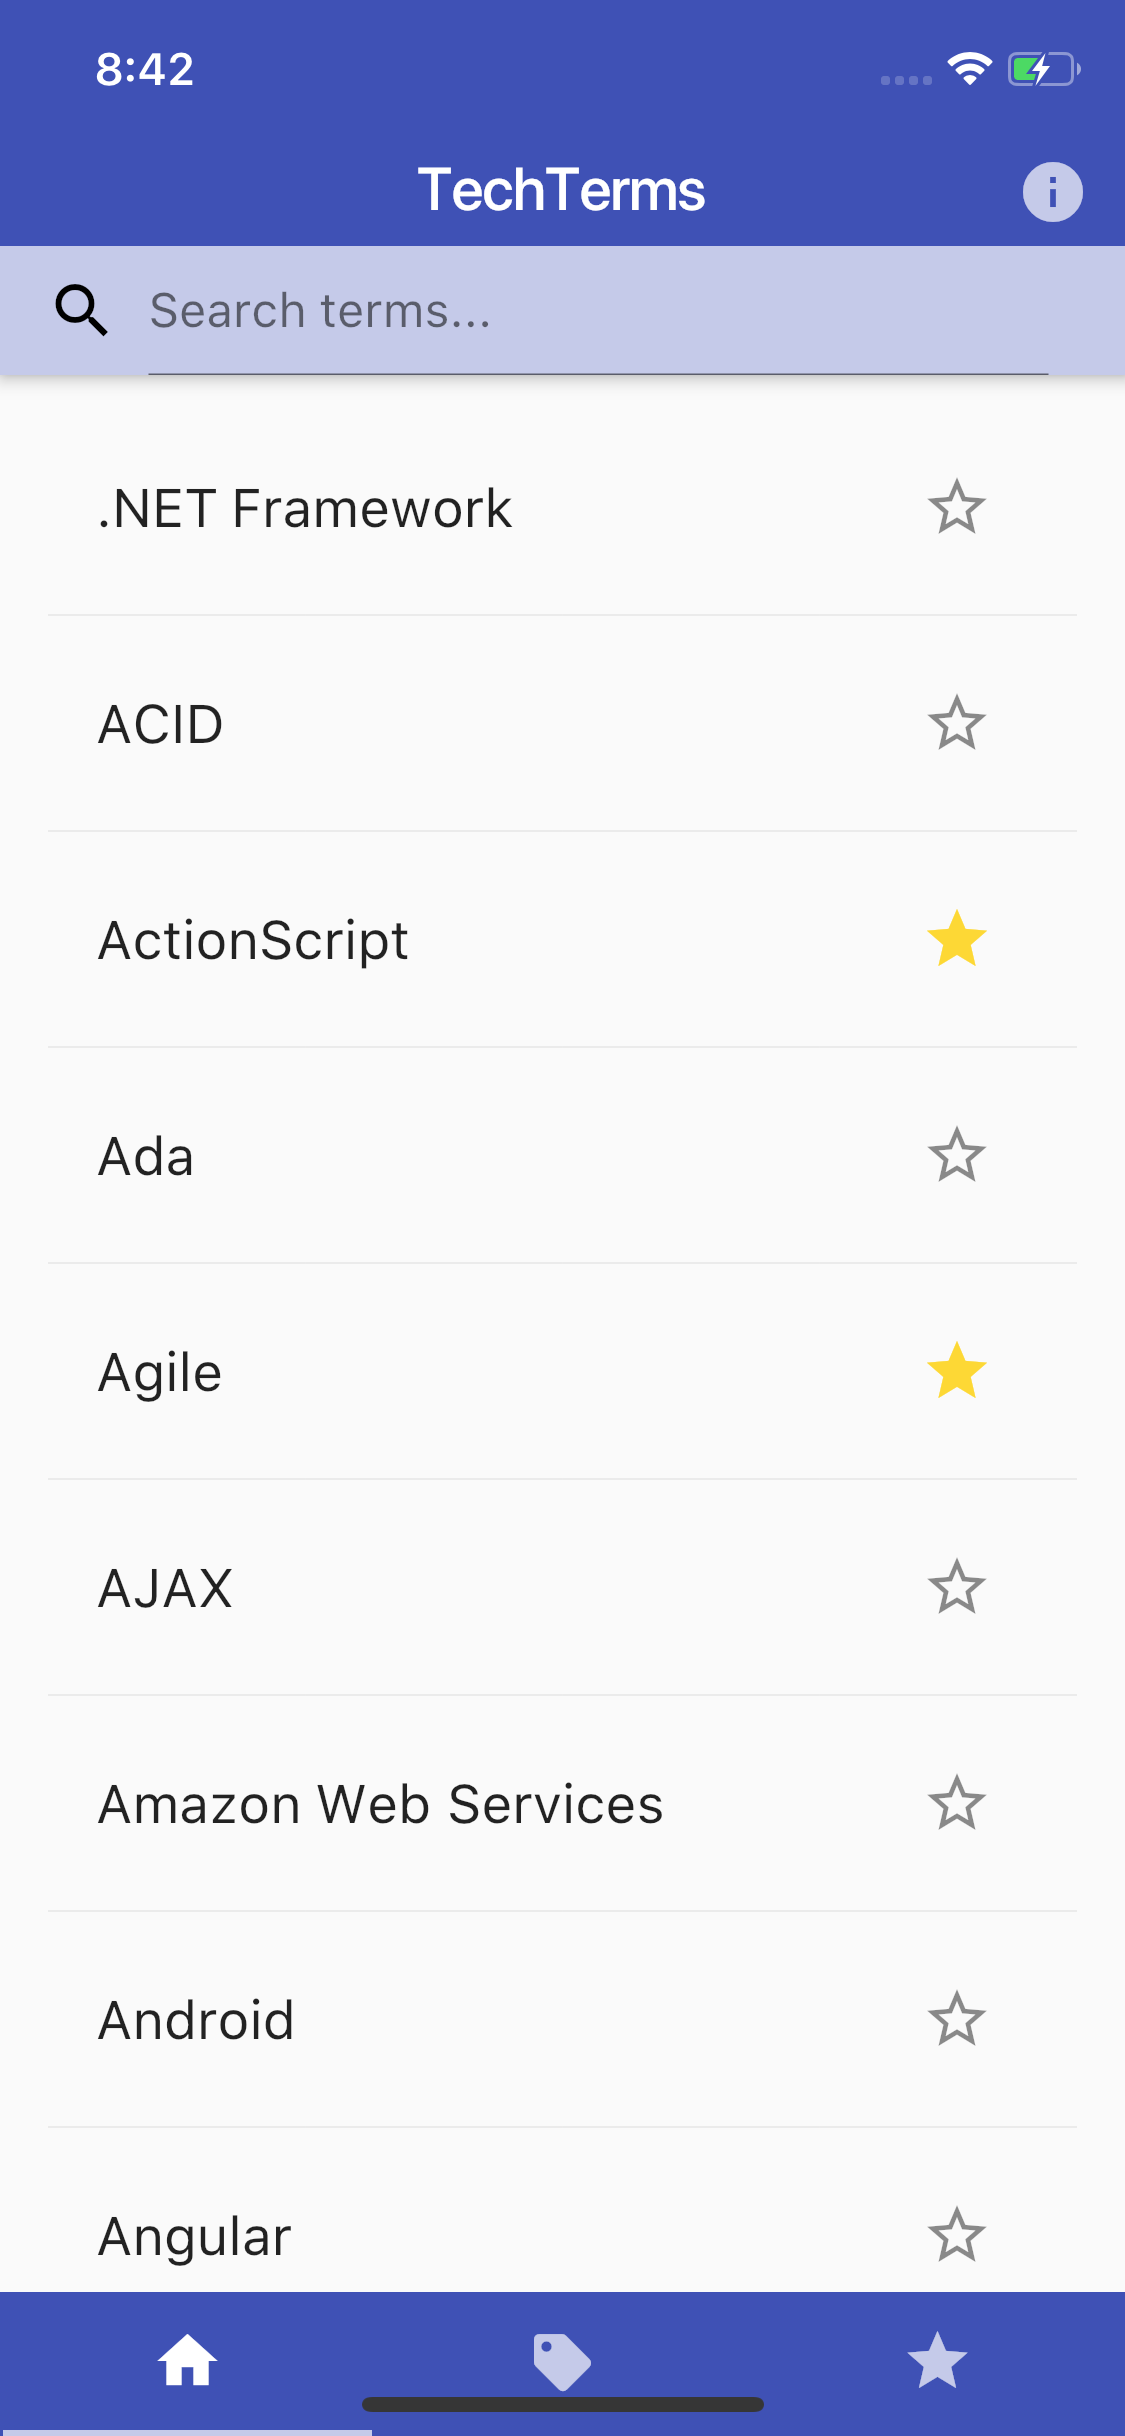 8:42
TechTerms
Search terms...
.NET Framework
ACID
ActionScript
Ada
Agile
AJAX
Amazon Web Services
Android
Angular